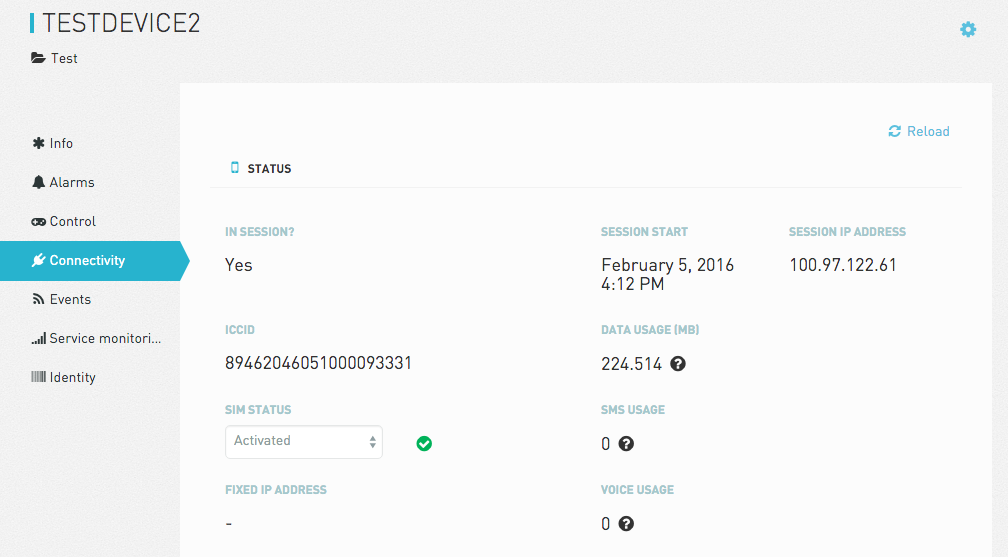 TESTDEVICE2
Test
Info
Alarms
Control
Connectivity
Events
Service monitori...
Identity
Reload
STATUS
IN SESSION?
Yes
SESSION START
February 5, 2016
4:12 PM
SESSION IP ADDRESS
100.97.122.61
ICCID
89462046051000093331
DATA USAGE (MB)
224.514
SIM STATUS
Activated
SMS USAGE
0
FIXED IP ADDRESS
-
VOICE USAGE
0